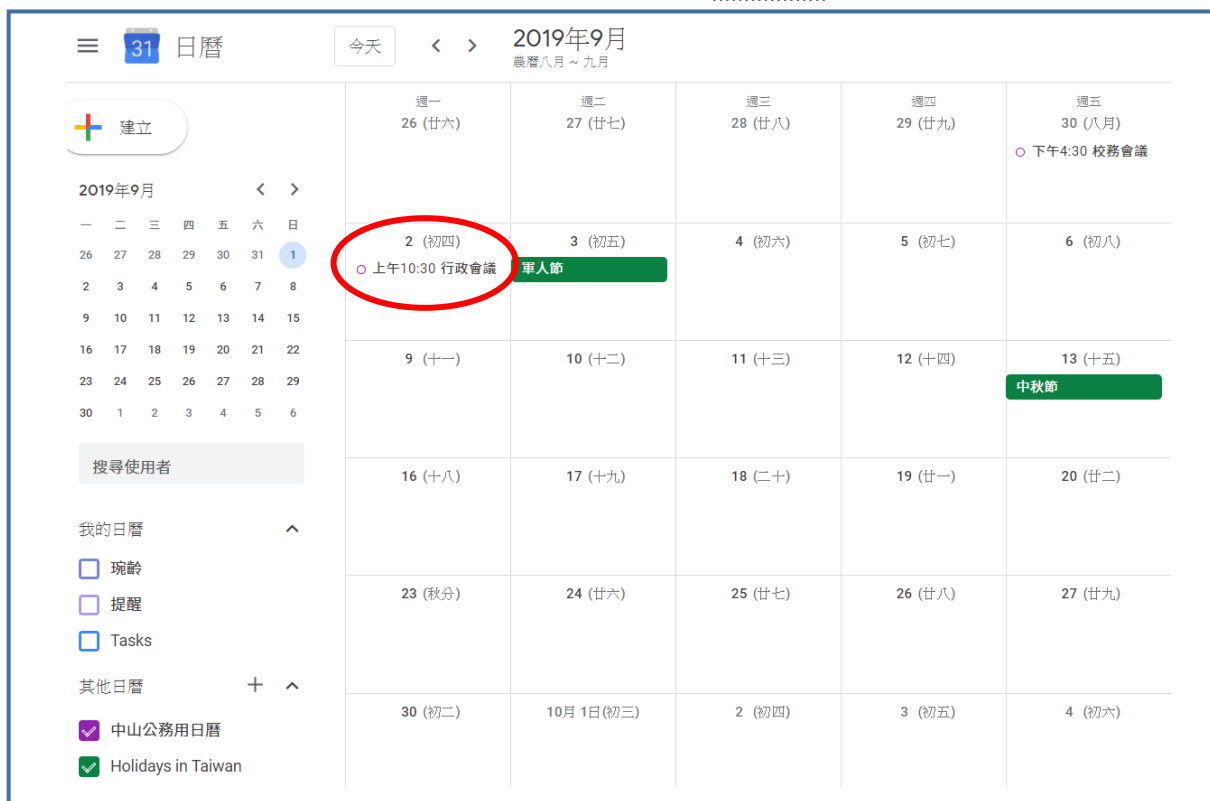 31 日曆
今天
2019年9月
農曆八月 ~ 九月
建立
2019年9月
一 二 三 四 五 六 日
26 27 28 29 30 31 1
2 3 4 5 6 7 8
9 10 11 12 13 14 15
16 17 18 19 20 21 22
23 24 25 26 27 28 29
30 1 2 3 4 5 6
搜尋使用者
我的日曆
琬齡
提醒
Tasks
其他日曆
中山公務用日曆
Holidays in Taiwan
週一 週二 週三 週四 週五
26 (廿六) 27 (廿七) 28 (廿八) 29 (廿九) 30 (八月)
下午4:30 校務會議
2 (初四) 3 (初五) 4 (初六) 5 (初七) 6 (初八)
上午10:30 行政會議 軍人節
9 (十一) 10 (十二) 11 (十三) 12 (十四) 13 (十五)
中秋節
16 (十八) 17 (十九) 18 (二十) 19 (廿一) 20 (廿二)
23 (秋分) 24 (廿六) 25 (廿七) 26 (廿八) 27 (廿九)
30 (初二) 10月 1日(初三) 2 (初四) 3 (初五) 4 (初六)